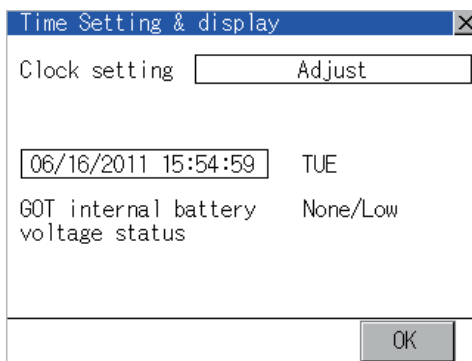 Time Setting & display
Clock setting Adjust
06/16/2011 15:54:59 TUE
GOT internal battery None/Low
voltage status
OK